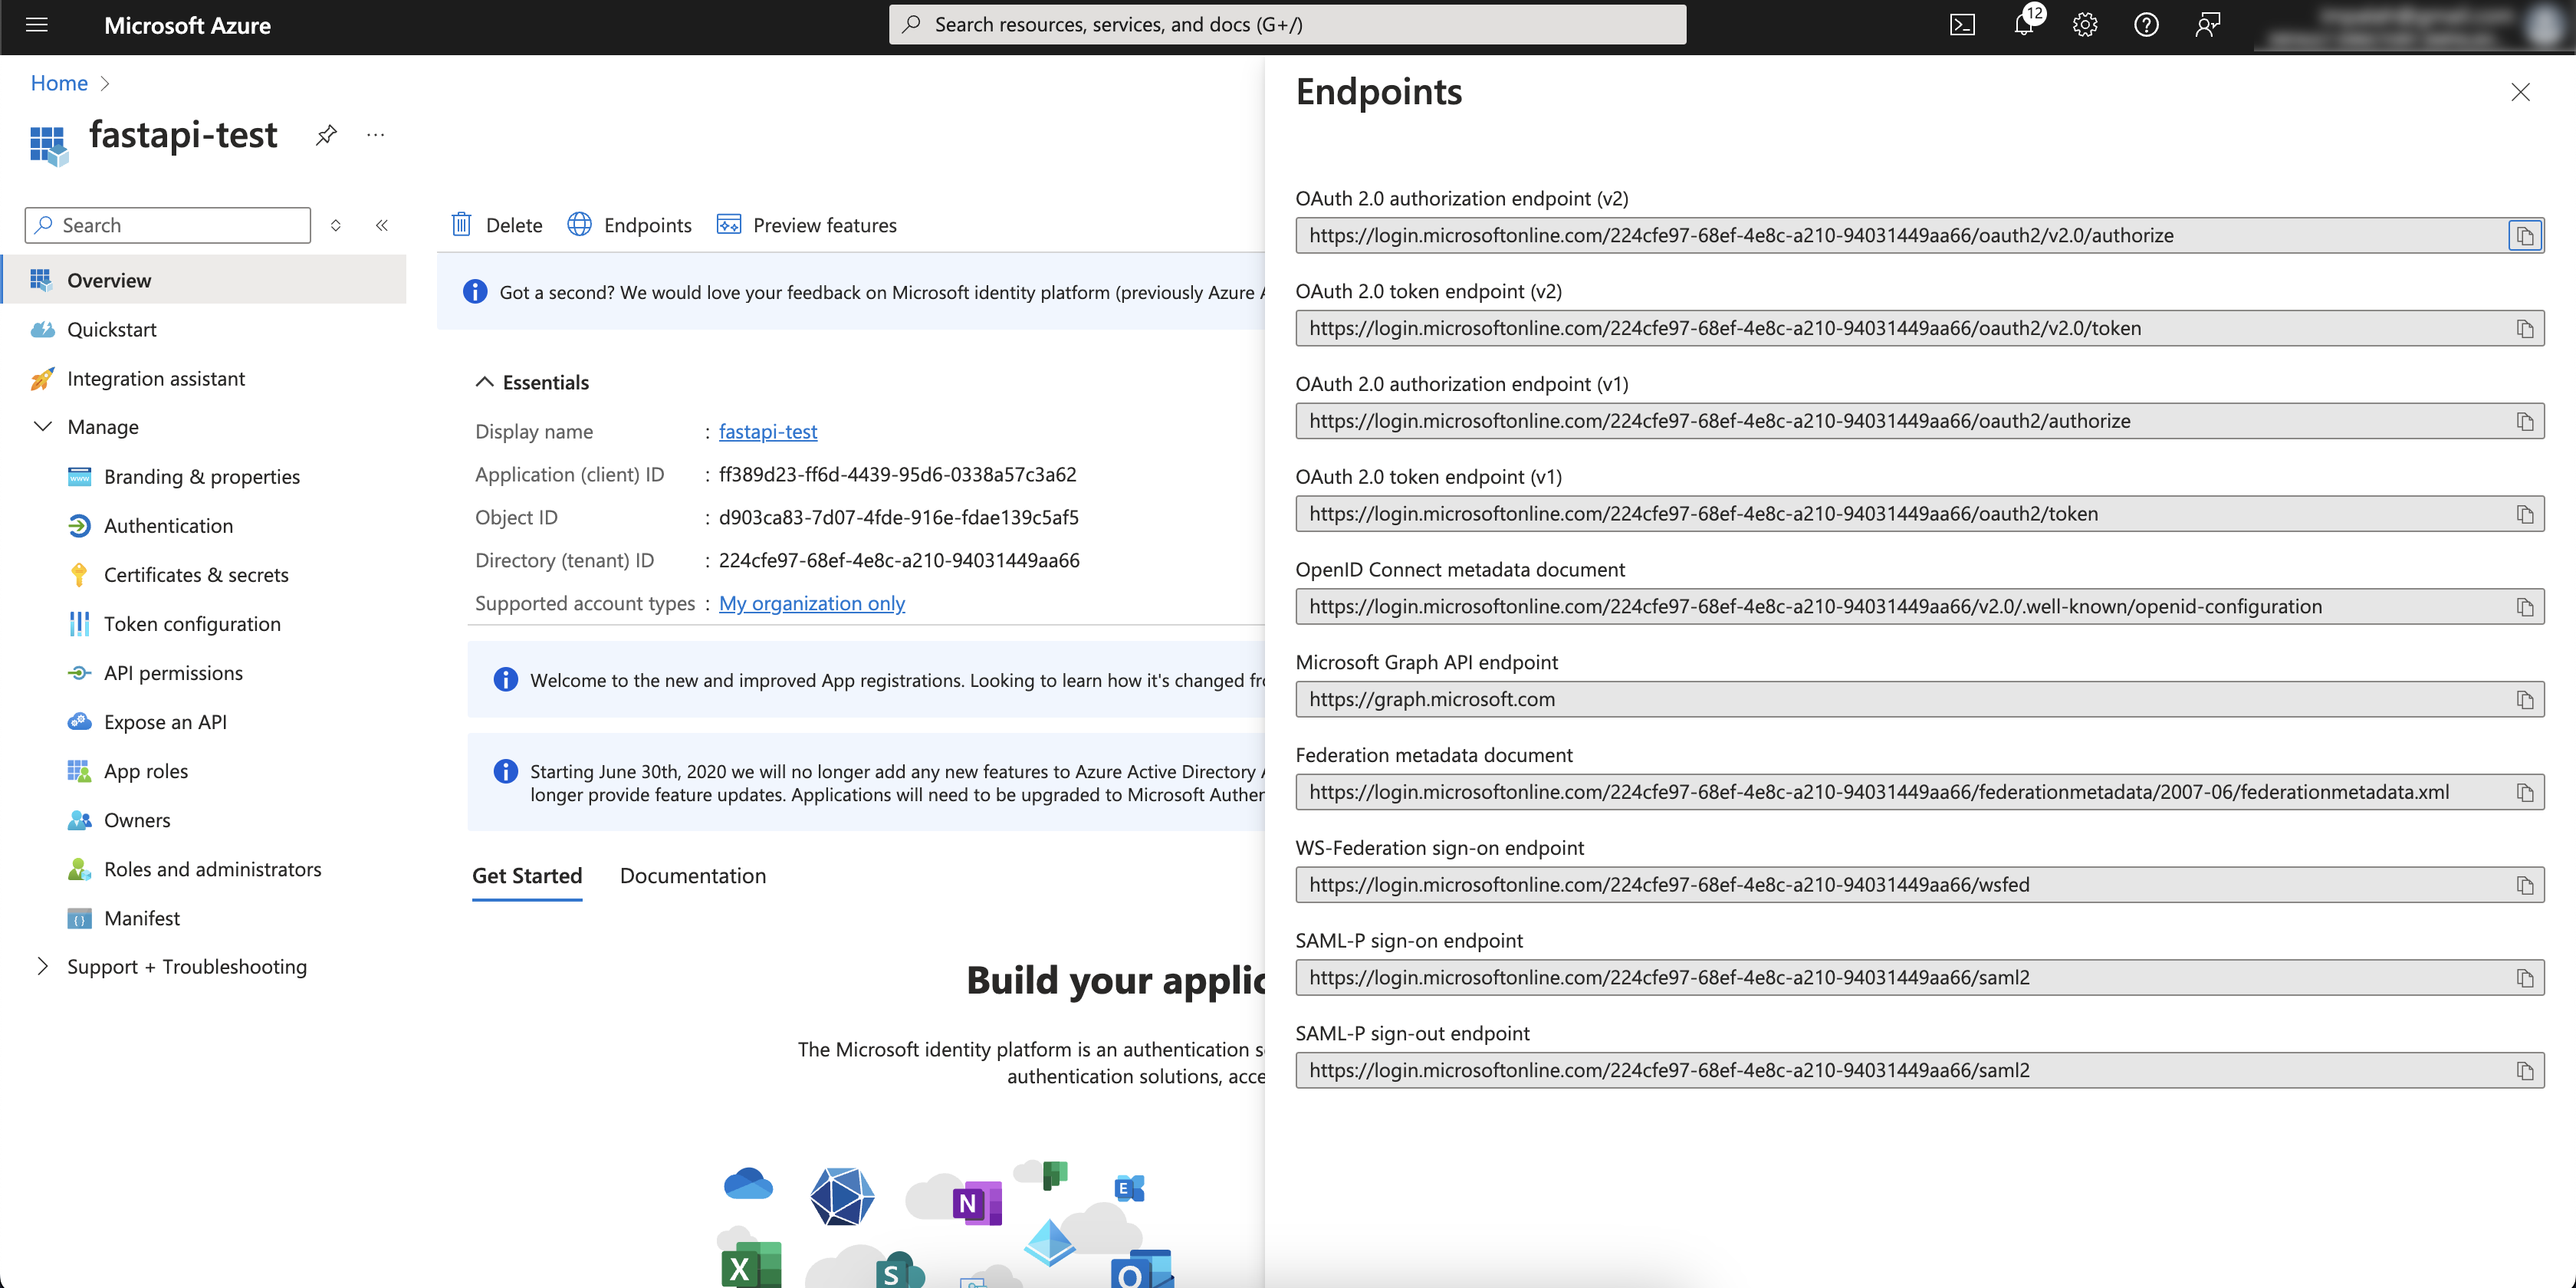 Microsoft Azure
Search resources, services, and docs (G+/)
12
Home
fastapi-test
Search
Overview
Quickstart
Integration assistant
Manage
Branding & properties
Authentication
Certificates & secrets
Token configuration
API permissions
Expose an API
App roles
Owners
Roles and administrators
Manifest
Support + Troubleshooting
Delete
Endpoints
Preview features
Got a second? We would love your feedback on Microsoft identity platform (previously Azure
Essentials
Display name : fastapi-test
Application (client) ID : ff389d23-ff6d-4439-95d6-0338a57c3a62
Object ID : d903ca83-7d07-4fde-916e-fdae139c5af5
Directory (tenant) ID : 224cfe97-68ef-4e8c-a210-94031449aa66
Supported account types : My organization only
Welcome to the new and improved App registrations. Looking to learn how it's changed
Starting June 30th, 2020 we will no longer add any new features to Azure Active Directory
longer provide feature updates. Applications will need to be upgraded to Microsoft
Get Started
Documentation
Build your
The Microsoft identity platform is an authentication
authentication solutions,
N
E
X
S
O
Endpoints
OAuth 2.0 authorization endpoint (v2)
https://login.microsoftonline.com/224cfe97-68ef-4e8c-a210-94031449aa66/oauth2/v2.0/authorize
OAuth 2.0 token endpoint (v2)
https://login.microsoftonline.com/224cfe97-68ef-4e8c-a210-94031449aa66/oauth2/v2.0/token
OAuth 2.0 authorization endpoint (v1)
https://login.microsoftonline.com/224cfe97-68ef-4e8c-a210-94031449aa66/oauth2/authorize
OAuth 2.0 token endpoint (v1)
https://login.microsoftonline.com/224cfe97-68ef-4e8c-a210-94031449aa66/oauth2/token
OpenID Connect metadata document
https://login.microsoftonline.com/224cfe97-68ef-4e8c-a210-94031449aa66/v2.0/.well-known/openid-configuration
Microsoft Graph API endpoint
https://graph.microsoft.com
Federation metadata document
https://login.microsoftonline.com/224cfe97-68ef-4e8c-a210-94031449aa66/federationmetadata/2007-06/federationmetadata.xml
WS-Federation sign-on endpoint
https://login.microsoftonline.com/224cfe97-68ef-4e8c-a210-94031449aa66/wsfed
SAML-P sign-on endpoint
https://login.microsoftonline.com/224cfe97-68ef-4e8c-a210-94031449aa66/saml2
SAML-P sign-out endpoint
https://login.microsoftonline.com/224cfe97-68ef-4e8c-a210-94031449aa66/saml2